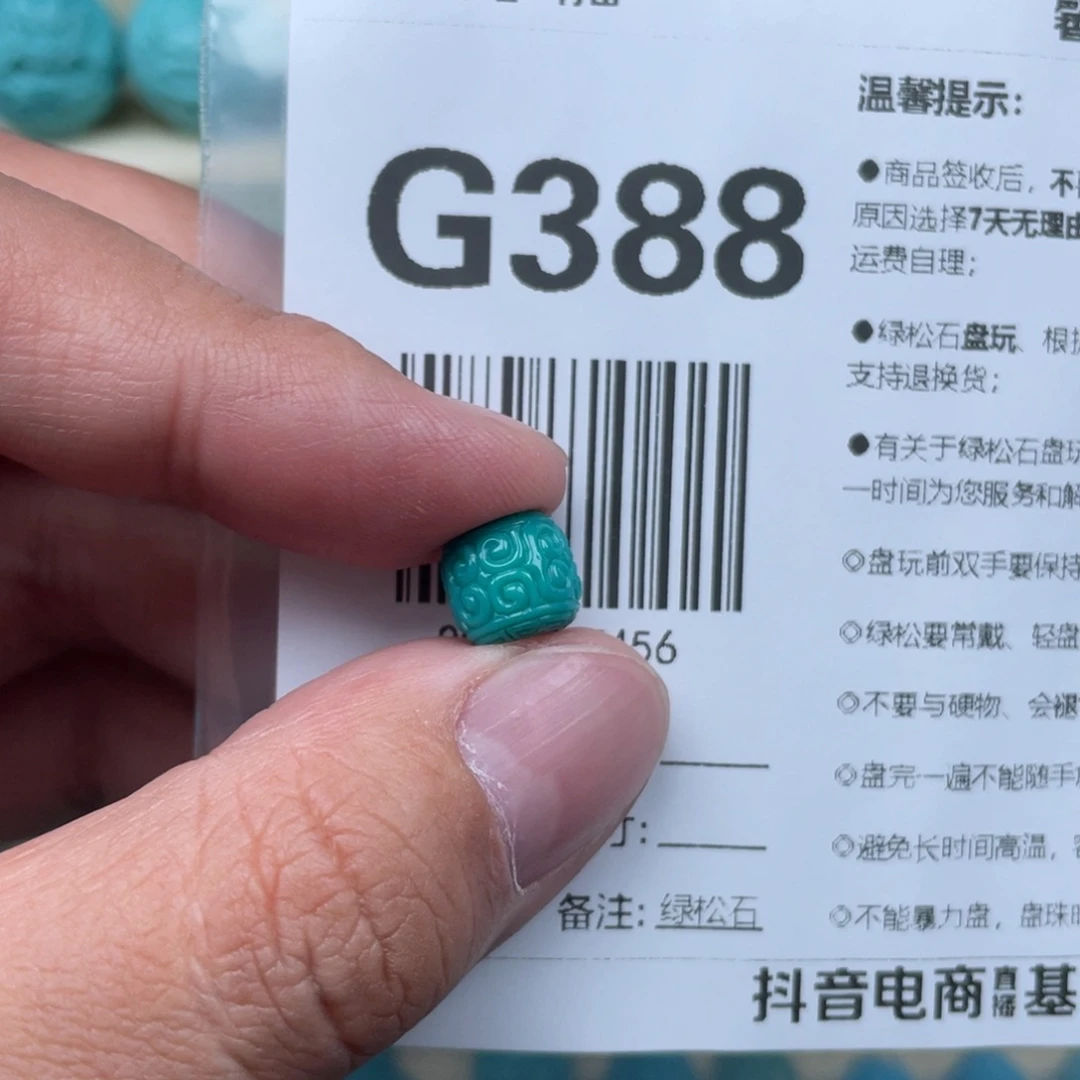 G388
456
备注: 绿松石
温馨提示:
●商品签收后, 不
原因选择7天无理由
运费自理;
●绿松石盘玩、根
支持退换货;
●有关于绿松石盘玩
一时间为您服务和解
◎盘玩前双手要保持
◎绿松要常戴、轻盘
◎不要与硬物、会褪
◎盘完一遍不能随手
◎避免长时间高温,
◎不能暴力盘, 盘珠
抖音电商直播基